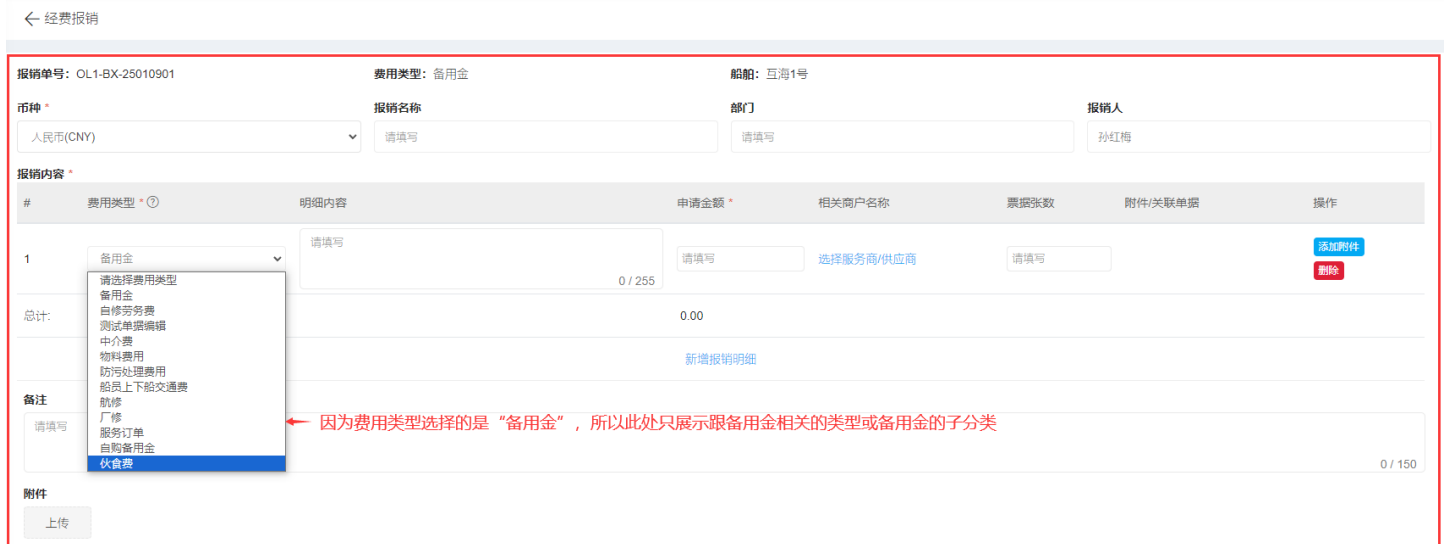 ← 经费报销
报销单号: OL1-BX-25010901 费用类型: 备用金 船舶: 互海1号
币种 * 报销名称 部门 报销人
人民币(CNY) 请填写 请填写 孙红梅
报销内容 *
# 费用类型 * ? 明细内容 申请金额 * 相关商户名称 票据张数 附件/关联单据 操作
1 备用金 请填写 0 / 255 请填写 选择服务商/供应商 请填写 添加附件
删除
请选择费用类型
备用金
自修劳务费
测试单据编辑
中介费
物料费用
防污处理费用
船员上下船交通费
航修
厂修
服务订单
自购备用金
伙食费
总计: 0.00
新增报销明细
备注
请填写
因为费用类型选择的是“备用金”，所以此处只展示跟备用金相关的类型或备用金的子分类
0 / 150
附件
上传